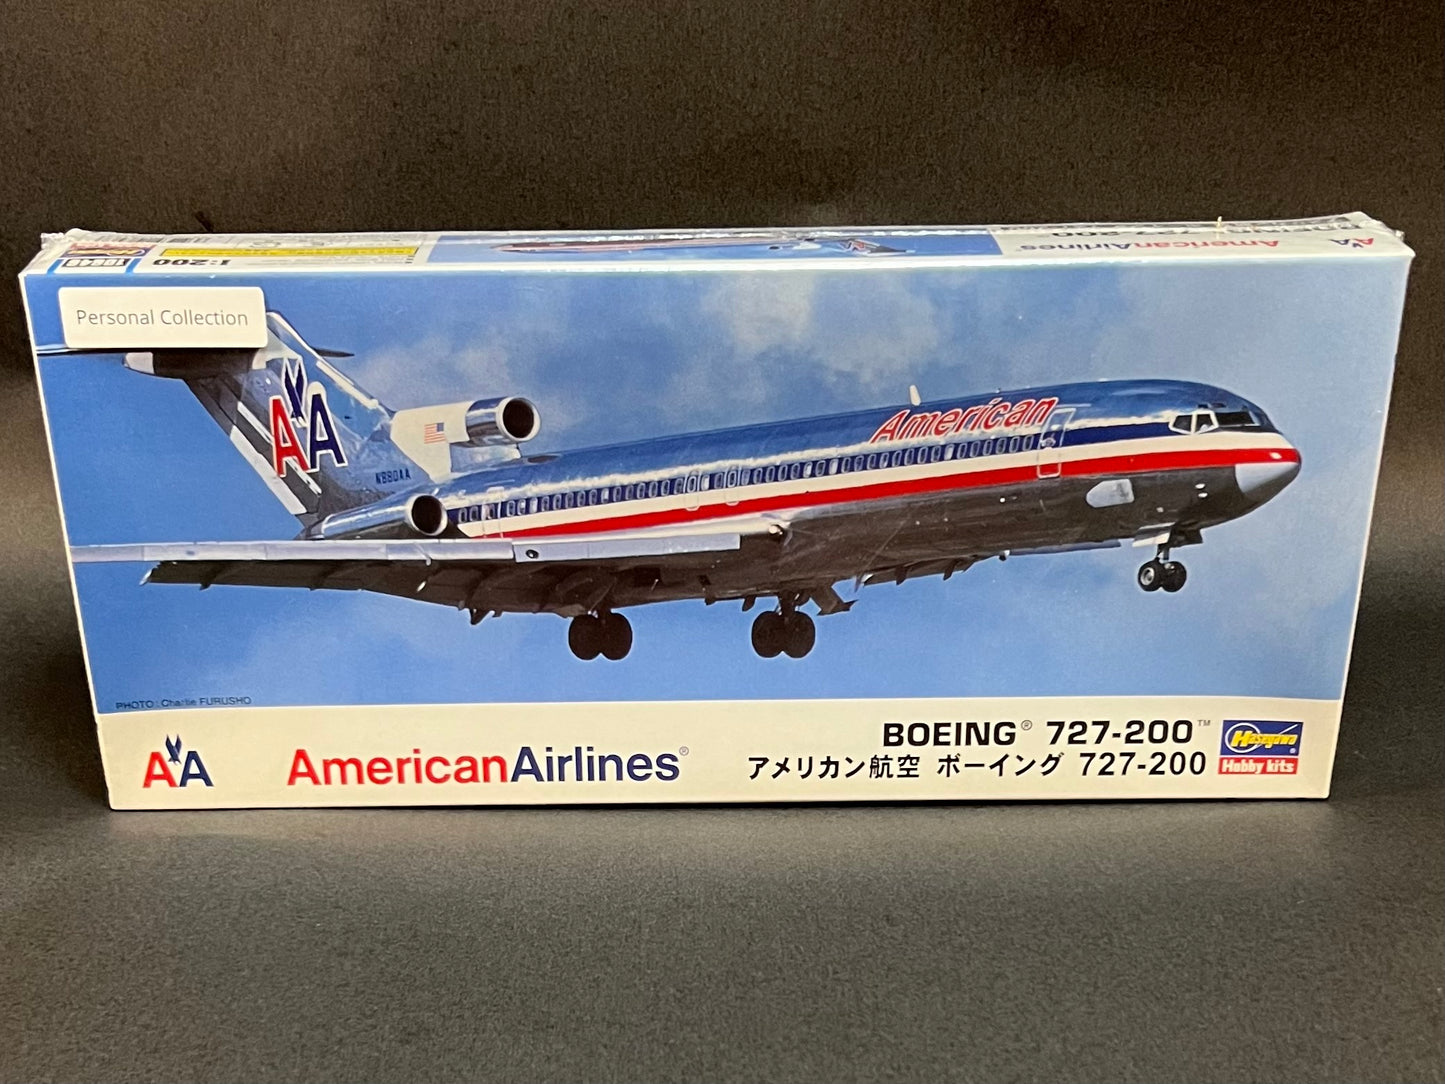 1:200
AmericanAirlines
AA
Personal Collection
AA
N880AA
American
PHOTO : Charlie FURUSHO
AA
AmericanAirlines®
BOEING® 727-200™
アメリカン航空 ボーイング 727-200
Hasegawa®
Hobby kits